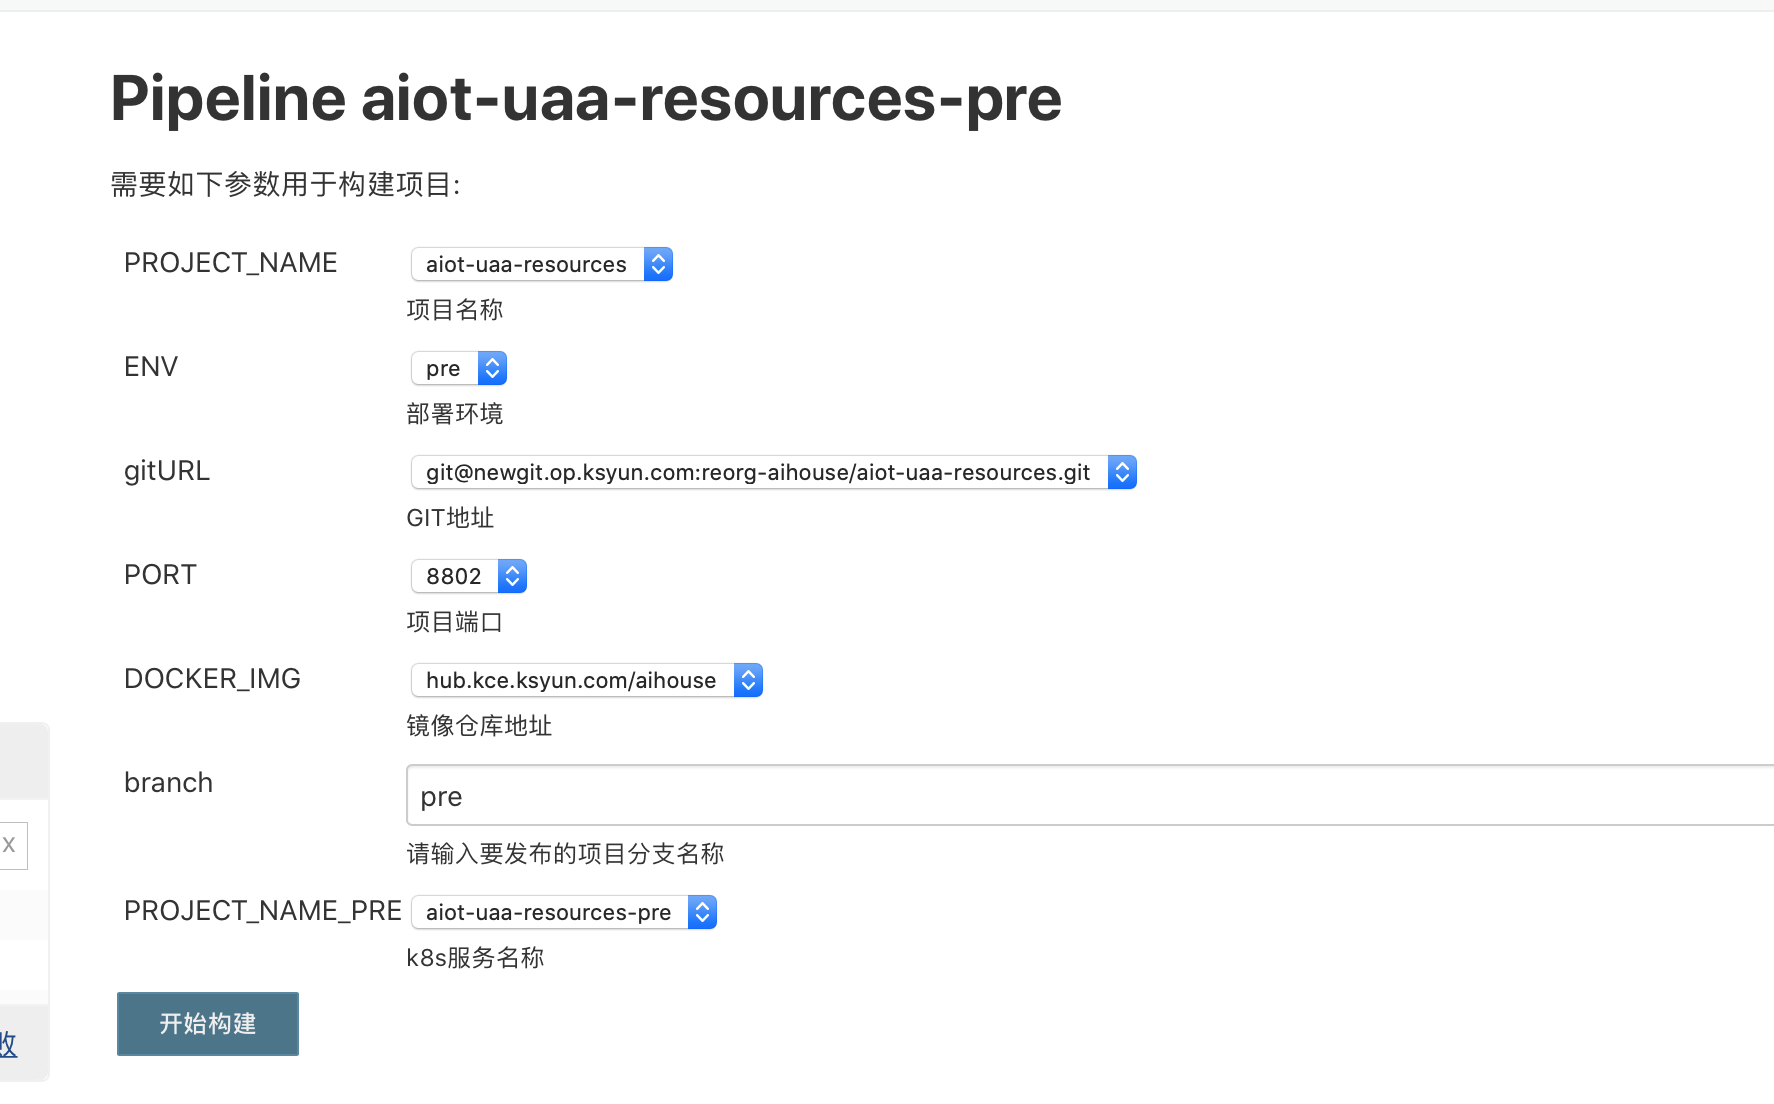 Pipeline aiot-uaa-resources-pre
需要如下参数用于构建项目:
PROJECT_NAME
aiot-uaa-resources
项目名称
ENV
pre
部署环境
gitURL
git@newgit.op.ksyun.com:reorg-aihouse/aiot-uaa-resources.git
GIT地址
PORT
8802
项目端口
DOCKER_IMG
hub.kce.ksyun.com/aihouse
镜像仓库地址
branch
pre
x
请输入要发布的项目分支名称
PROJECT_NAME_PRE
aiot-uaa-resources-pre
k8s服务名称
开始构建
败